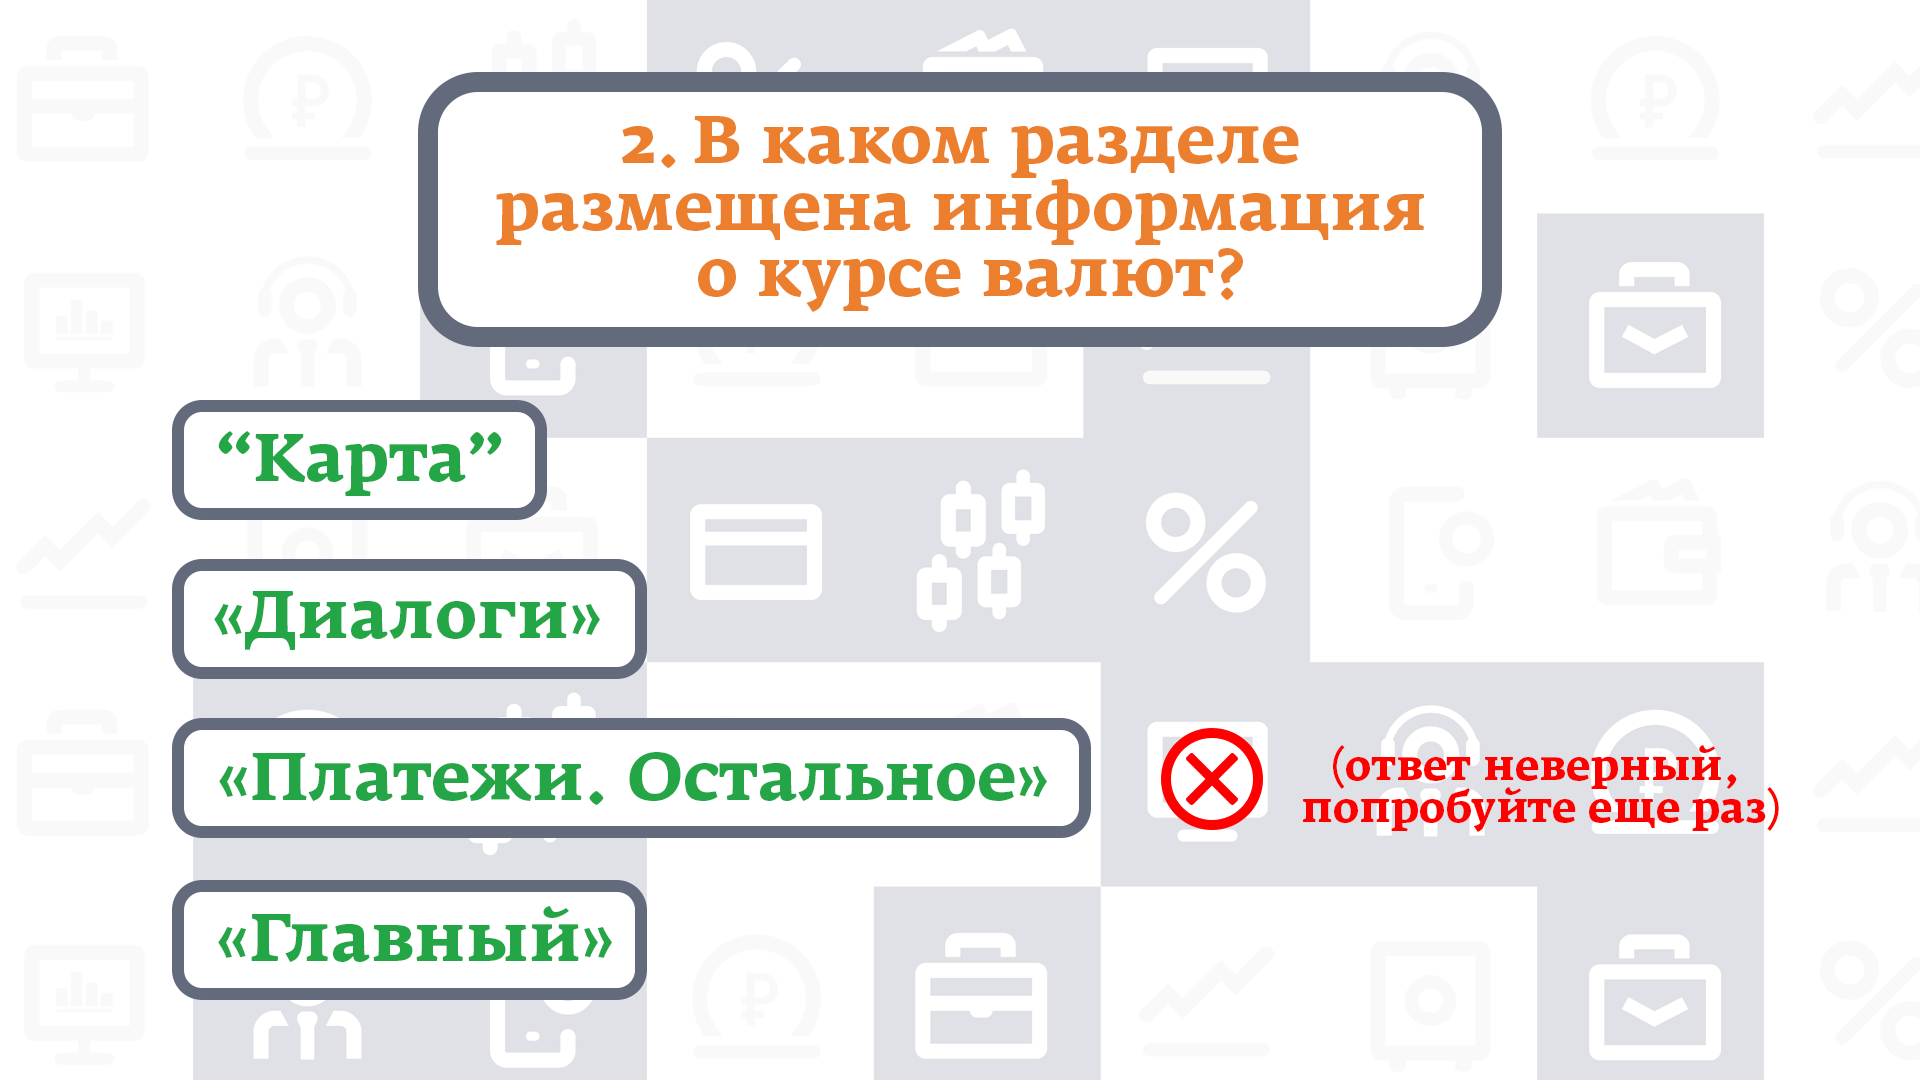 2. В каком разделе
размещена информация
о курсе валют?
“Карта”
«Диалоги»
«Платежи. Остальное»
(ответ неверный,
попробуйте еще раз)
«Главный»